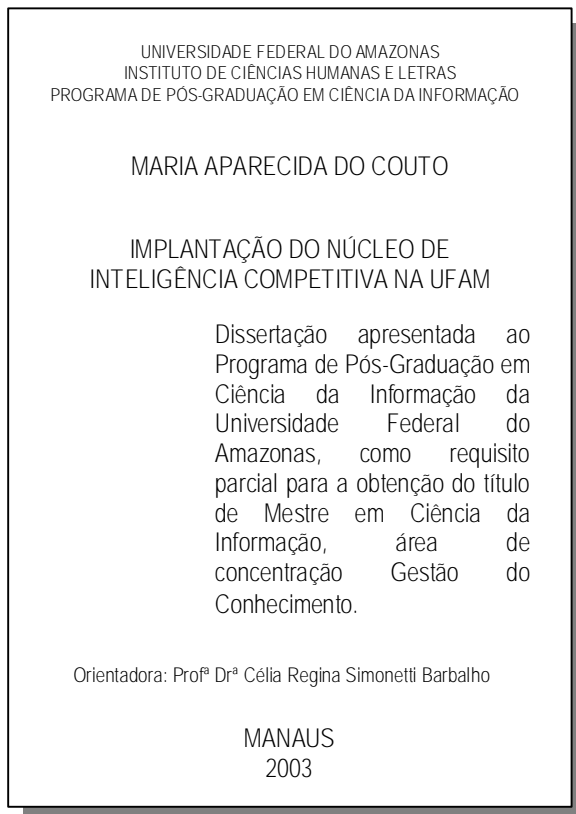 UNIVERSIDADE FEDERAL DO AMAZONAS
INSTITUTO DE CIÊNCIAS HUMANAS E LETRAS
PROGRAMA DE PÓS-GRADUAÇÃO EM CIÊNCIA DA INFORMAÇÃO
MARIA APARECIDA DO COUTO
IMPLANTAÇÃO DO NÚCLEO DE
INTELIGÊNCIA COMPETITIVA NA UFAM
Dissertação apresentada ao
Programa de Pós-Graduação em
Ciência da Informação da
Universidade Federal do
Amazonas, como requisito
parcial para a obtenção do título
de Mestre em Ciência da
Informação, área de
concentração Gestão do
Conhecimento.
Orientadora: Profª Drª Célia Regina Simonetti Barbalho
MANAUS
2003